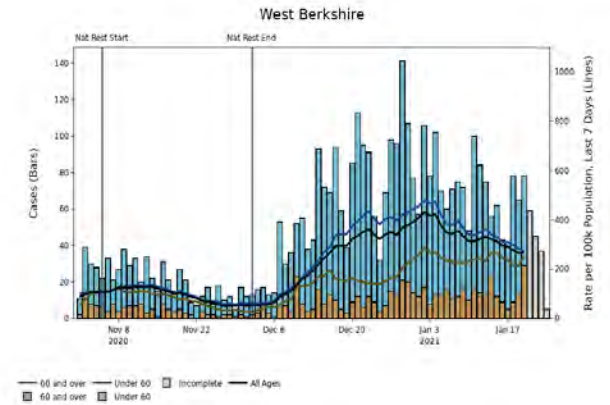 West Berkshire
Nat Rest Start Nat Rest End
Cases (Bars)
140
120
100
80
60
40
20
0
Rate per 100k Population, Last 7 Days (Lines)
1000
800
600
400
200
0
Nov 8 Nov 22 Dec 6 Dec 20 Jan 3 Jan 17
2020 2021
60 and over Under 60 Incomplete All Ages
60 and over Under 60